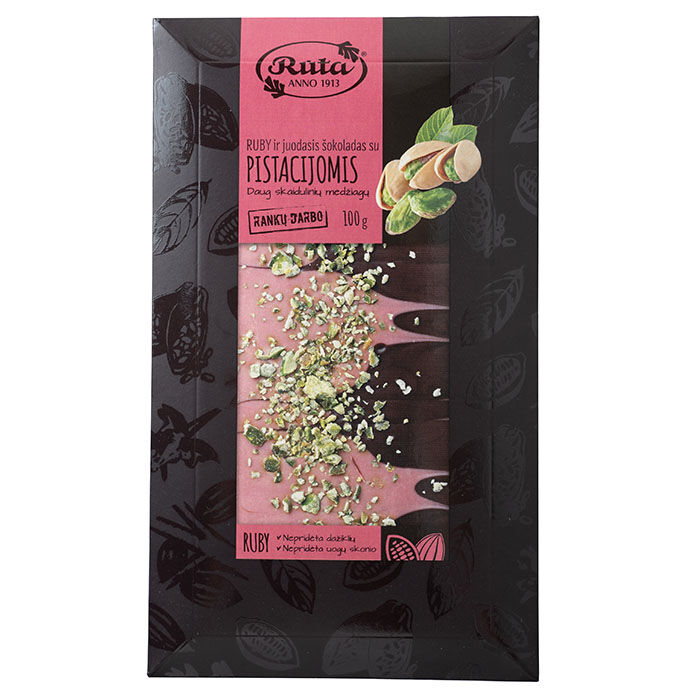 Rūta®
ANNO 1913
RUBY ir juodasis šokoladas su
PISTACIJOMIS
Daug skaidulinių medžiagų
RANKŲ DARBO 100 g
RUBY ✓ Nepridėta dažiklių
✓ Nepridėta uogų skonio